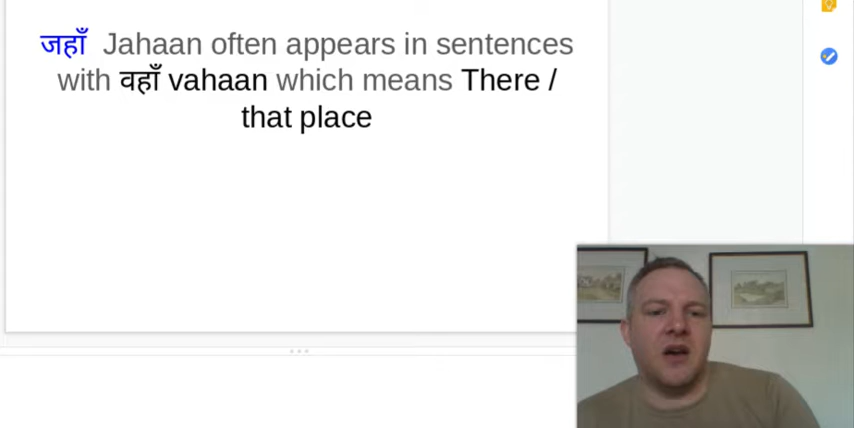 जहाँ Jahaan often appears in sentences
with वहाँ vahaan which means There /
that place